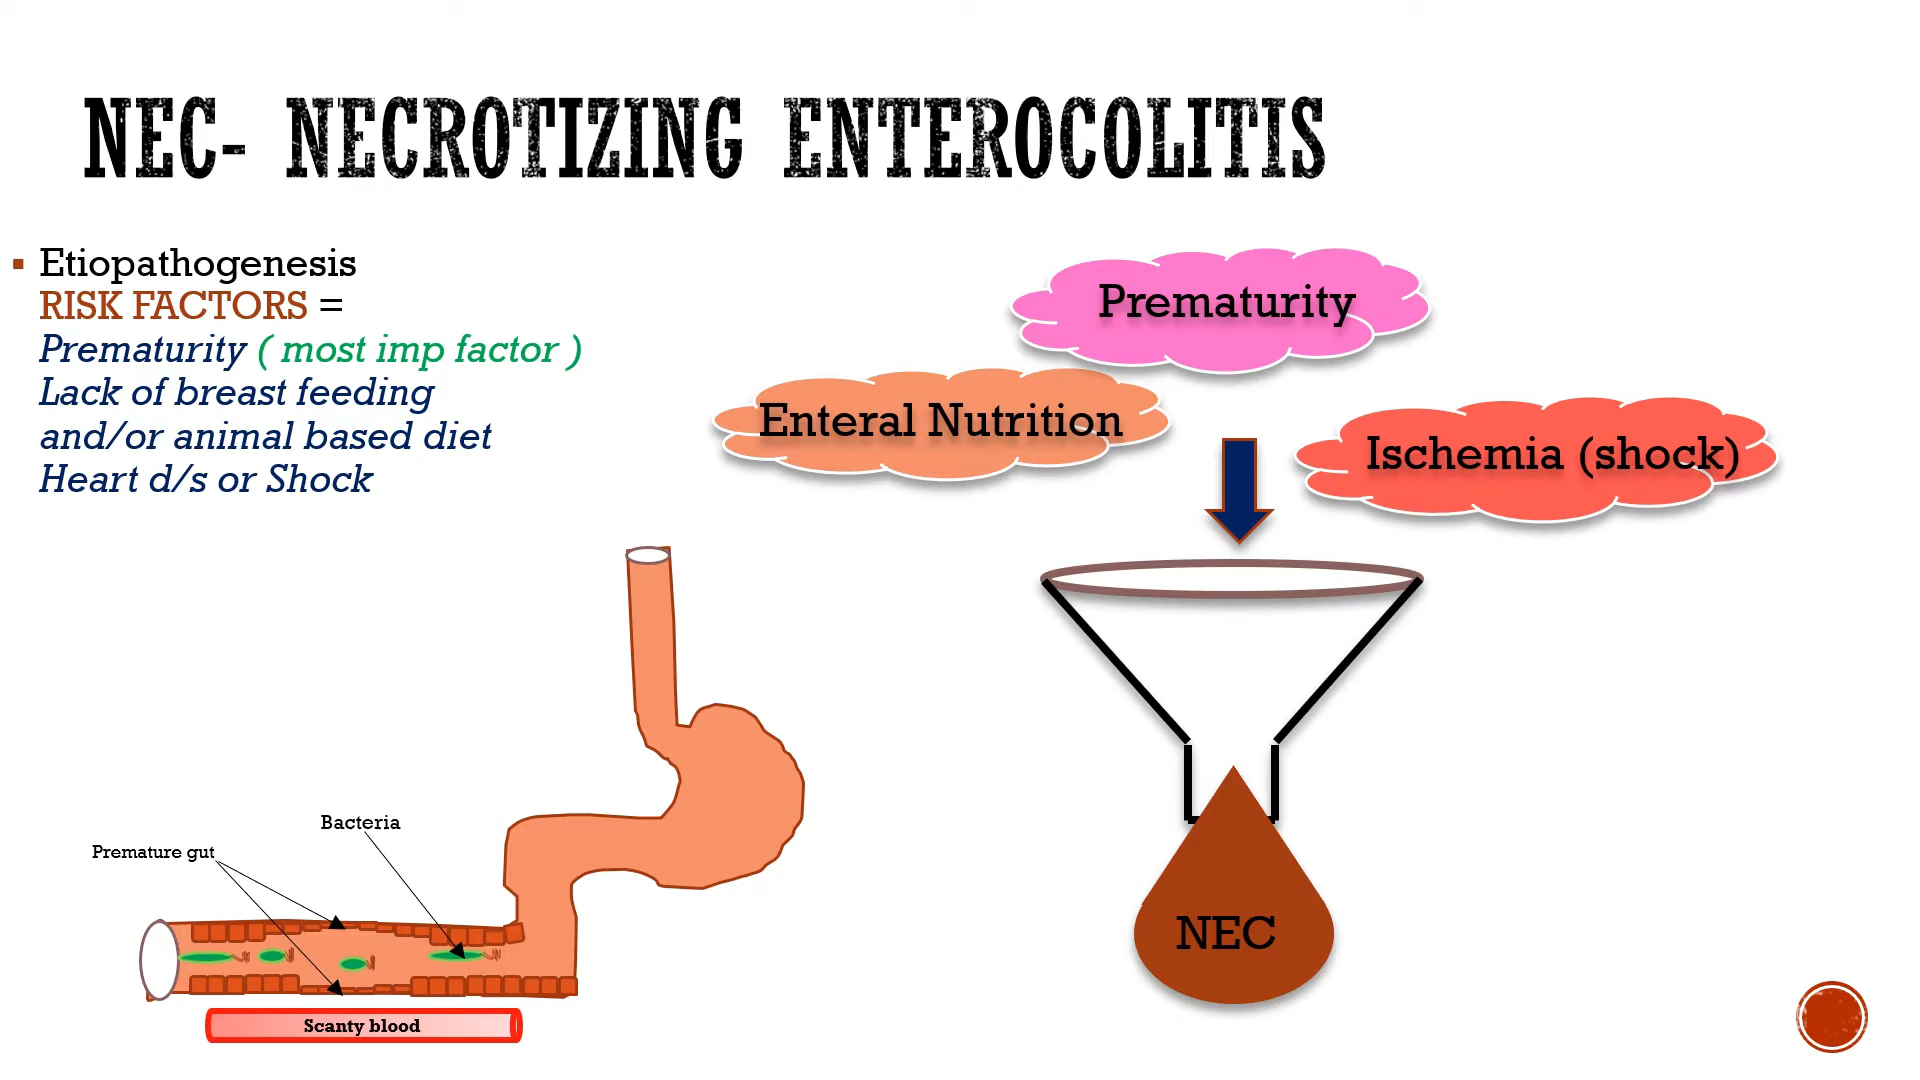 NEC- NECROTIZING ENTEROCOLITIS
Etiopathogenesis
RISK FACTORS =
Prematurity ( most imp factor )
Lack of breast feeding
and/or animal based diet
Heart d/s or Shock
Prematurity
Enteral Nutrition
Ischemia (shock)
NEC
Bacteria
Premature gut
Scanty blood